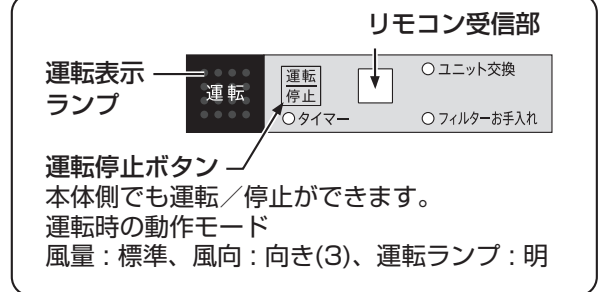 リモコン受信部
運転表示
ランプ
運転
運転
停止
○ユニット交換
○タイマー
○フィルターお手入れ
運転停止ボタン
本体側でも運転／停止ができます。
運転時の動作モード
風量：標準、風向：向き(3)、運転ランプ：明